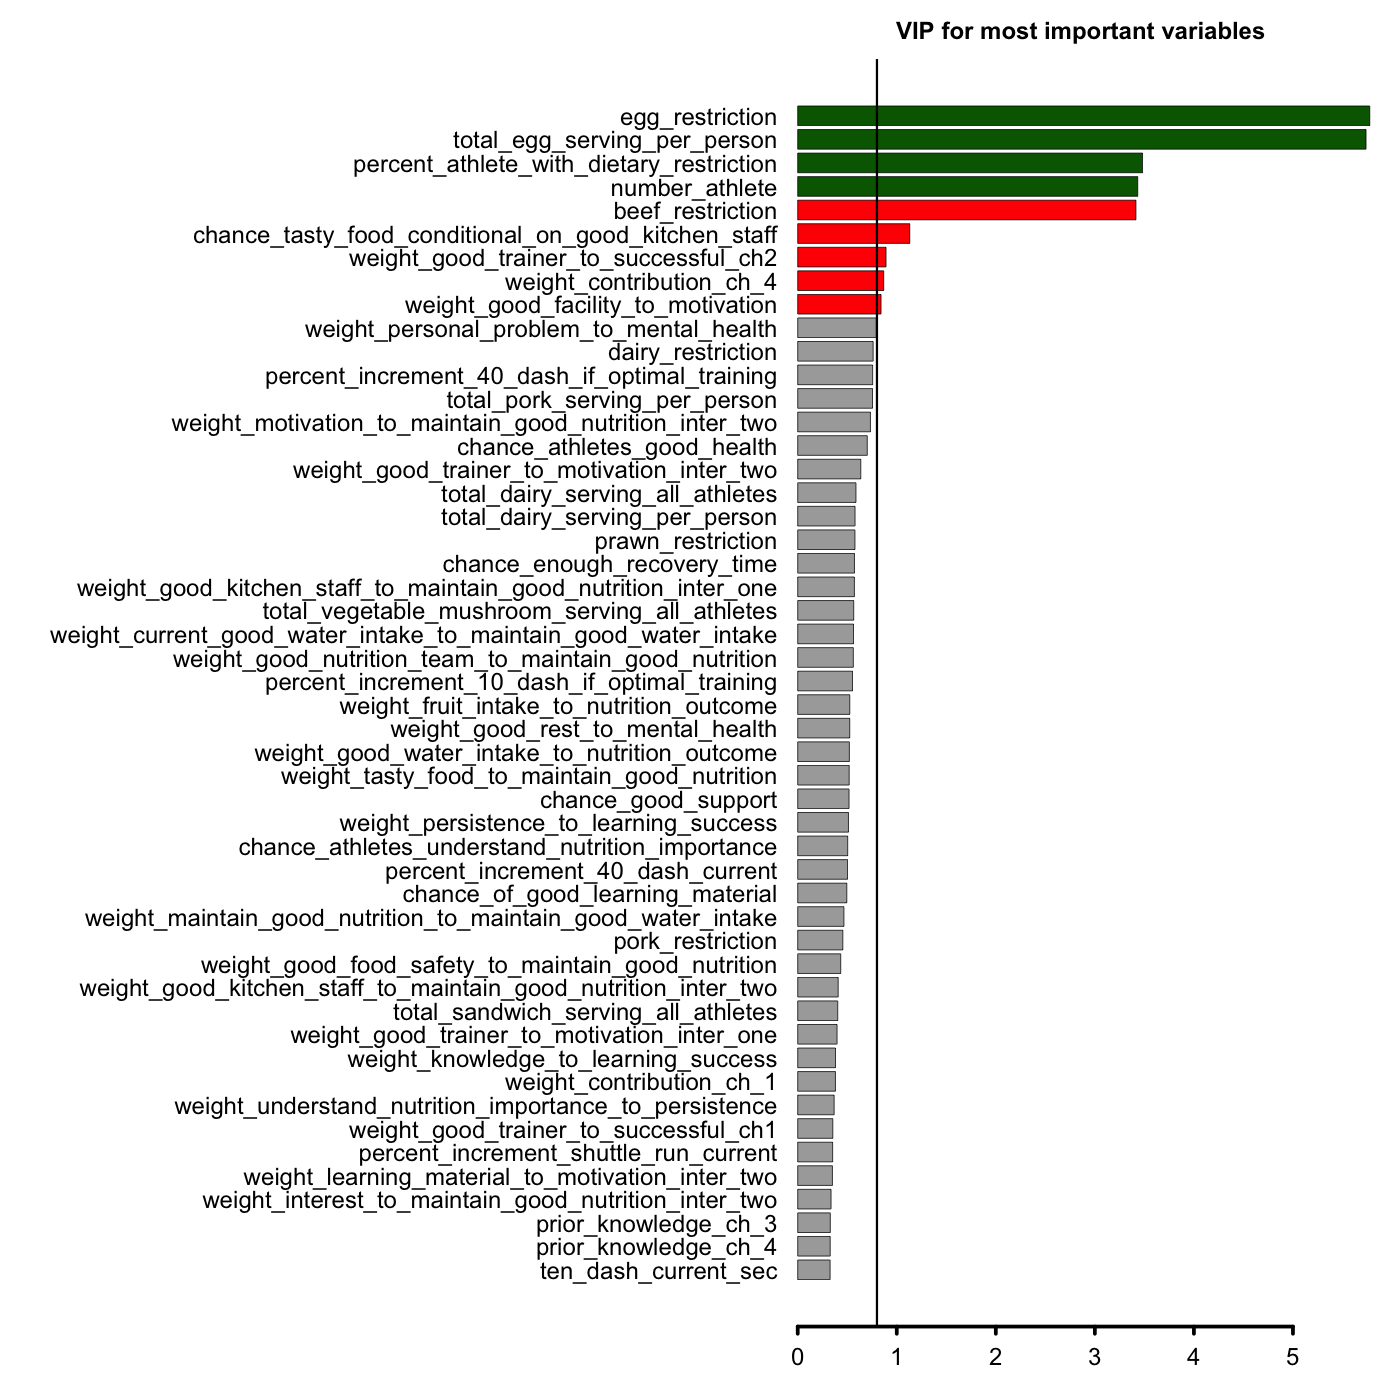 VIP for most important variables
egg_restriction
total_egg_serving_per_person
percent_athlete_with_dietary_restriction
number_athlete
beef_restriction
chance_tasty_food_conditional_on_good_kitchen_staff
weight_good_trainer_to_successful_ch2
weight_contribution_ch_4
weight_good_facility_to_motivation
weight_personal_problem_to_mental_health
dairy_restriction
percent_increment_40_dash_if_optimal_training
total_pork_serving_per_person
weight_motivation_to_maintain_good_nutrition_inter_two
chance_athletes_good_health
weight_good_trainer_to_motivation_inter_two
total_dairy_serving_all_athletes
total_dairy_serving_per_person
prawn_restriction
chance_enough_recovery_time
weight_good_kitchen_staff_to_maintain_good_nutrition_inter_one
total_vegetable_mushroom_serving_all_athletes
weight_current_good_water_intake_to_maintain_good_water_intake
weight_good_nutrition_team_to_maintain_good_nutrition
percent_increment_10_dash_if_optimal_training
weight_fruit_intake_to_nutrition_outcome
weight_good_rest_to_mental_health
weight_good_water_intake_to_nutrition_outcome
weight_tasty_food_to_maintain_good_nutrition
chance_good_support
weight_persistence_to_learning_success
chance_athletes_understand_nutrition_importance
percent_increment_40_dash_current
chance_of_good_learning_material
weight_maintain_good_nutrition_to_maintain_good_water_intake
pork_restriction
weight_good_food_safety_to_maintain_good_nutrition
weight_good_kitchen_staff_to_maintain_good_nutrition_inter_two
total_sandwich_serving_all_athletes
weight_good_trainer_to_motivation_inter_one
weight_knowledge_to_learning_success
weight_contribution_ch_1
weight_understand_nutrition_importance_to_persistence
weight_good_trainer_to_successful_ch1
percent_increment_shuttle_run_current
weight_learning_material_to_motivation_inter_two
weight_interest_to_maintain_good_nutrition_inter_two
prior_knowledge_ch_3
prior_knowledge_ch_4
ten_dash_current_sec
0 1 2 3 4 5